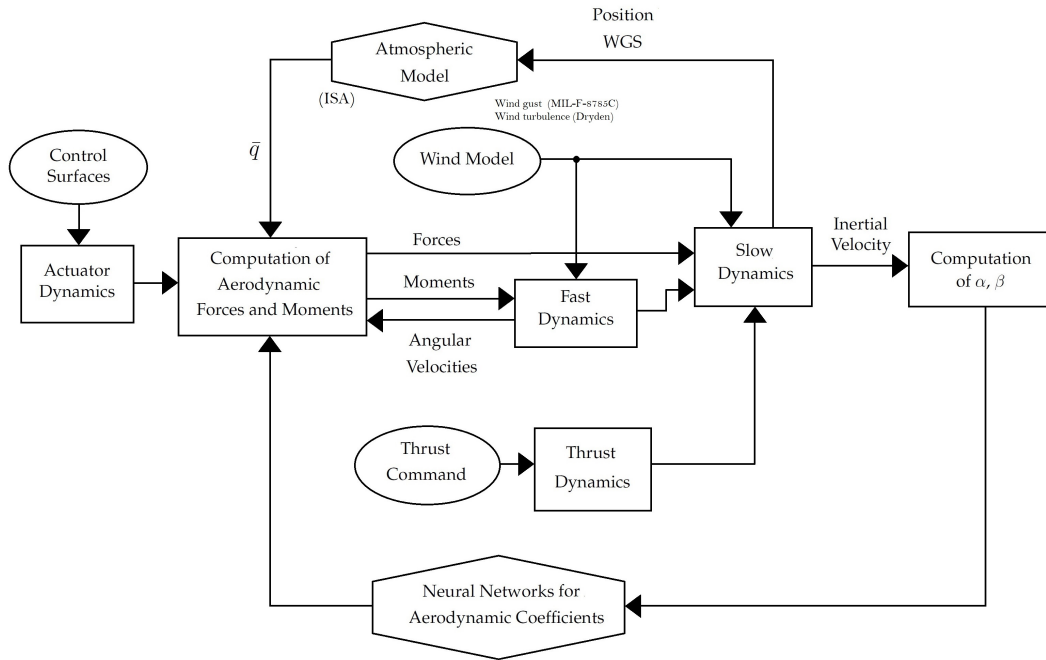 Position
WGS
Atmospheric
Model
(ISA)
Wind gust (MIL-F-8785C)
Wind turbulence (Dryden)
q̄
Control
Surfaces
Wind Model
Inertial
Velocity
Forces
Slow
Dynamics
Computation of
Aerodynamic
Forces and Moments
Computation
of α, β
Actuator
Dynamics
Moments
Fast
Dynamics
Angular
Velocities
Thrust
Command
Thrust
Dynamics
Neural Networks for
Aerodynamic Coefficients